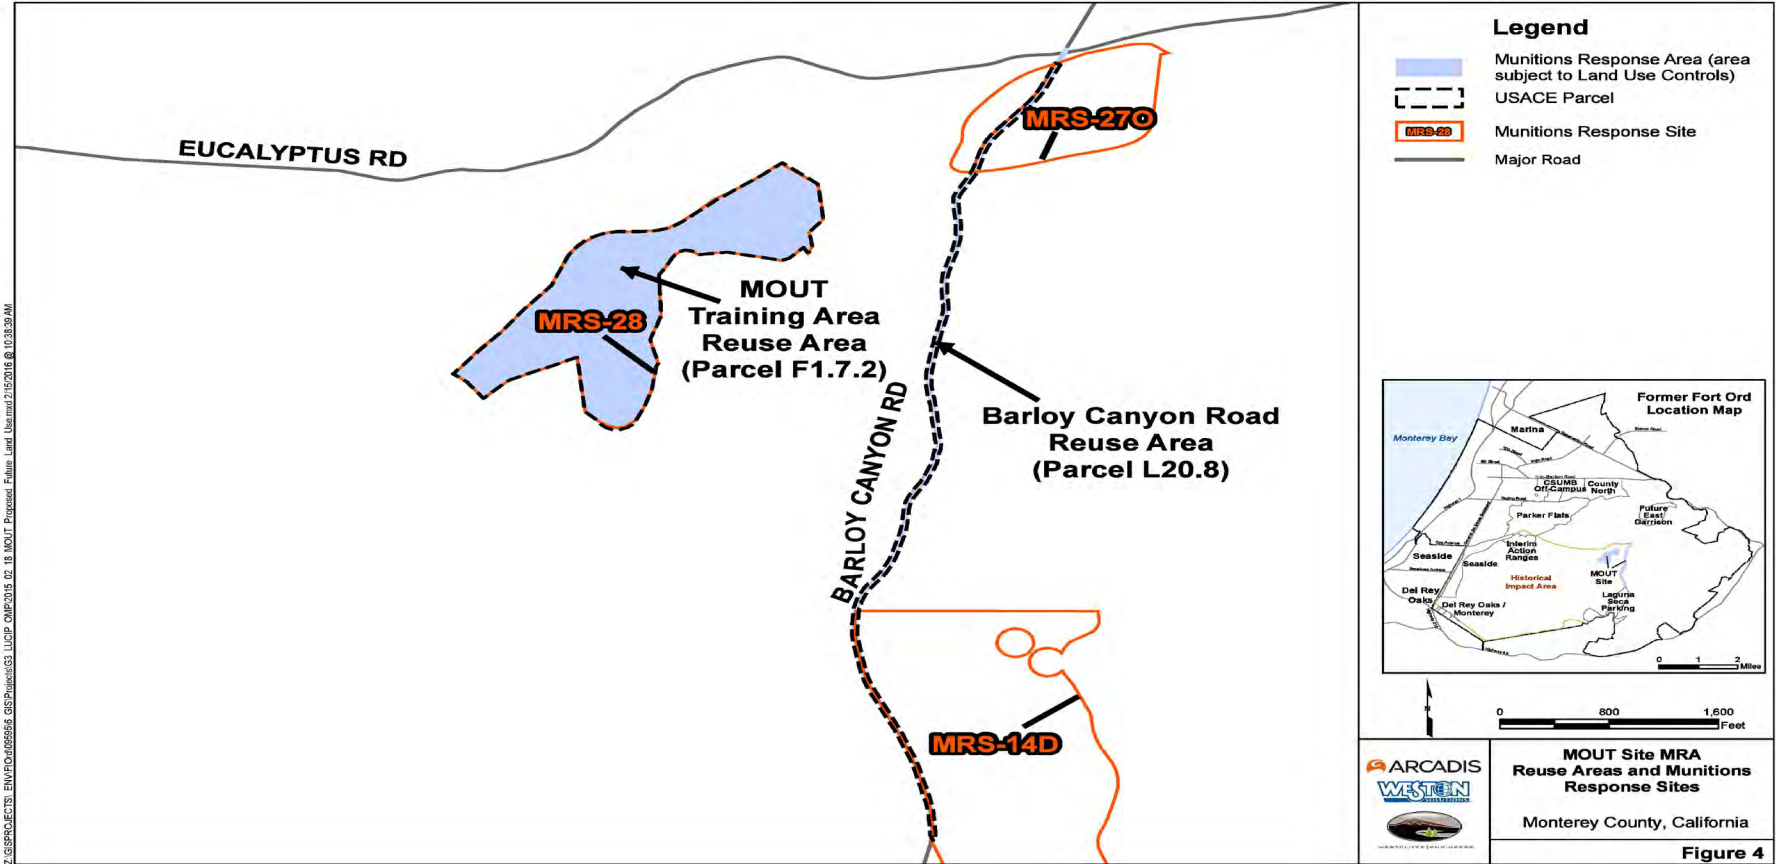 EUCALYPTUS RD
MRS-27O
MOUT
Training Area
Reuse Area
(Parcel F1.7.2)
MRS-28
Barloy Canyon Road
Reuse Area
(Parcel L20.8)
BARLOY CANYON RD
MRS-14D
Legend
Munitions Response Area (area
subject to Land Use Controls)
USACE Parcel
MRS-28
Munitions Response Site
Major Road
Former Fort Ord
Location Map
Monterey Bay
Marina
CSUMB
Off-Campus
County
North
Parker Flats
Future
East
Garrison
Interim
Action
Ranges
Seaside
Seaside
Historical
Impact Area
MOUT
Site
Del Rey
Oaks
Del Rey Oaks /
Monterey
Laguna
Seca
Parking
0 1 2
Miles
N
0 800 1,600
Feet
ARCADIS
WESTON
SOLUTIONS
MOUT Site MRA
Reuse Areas and Munitions
Response Sites
Monterey County, California
Figure 4